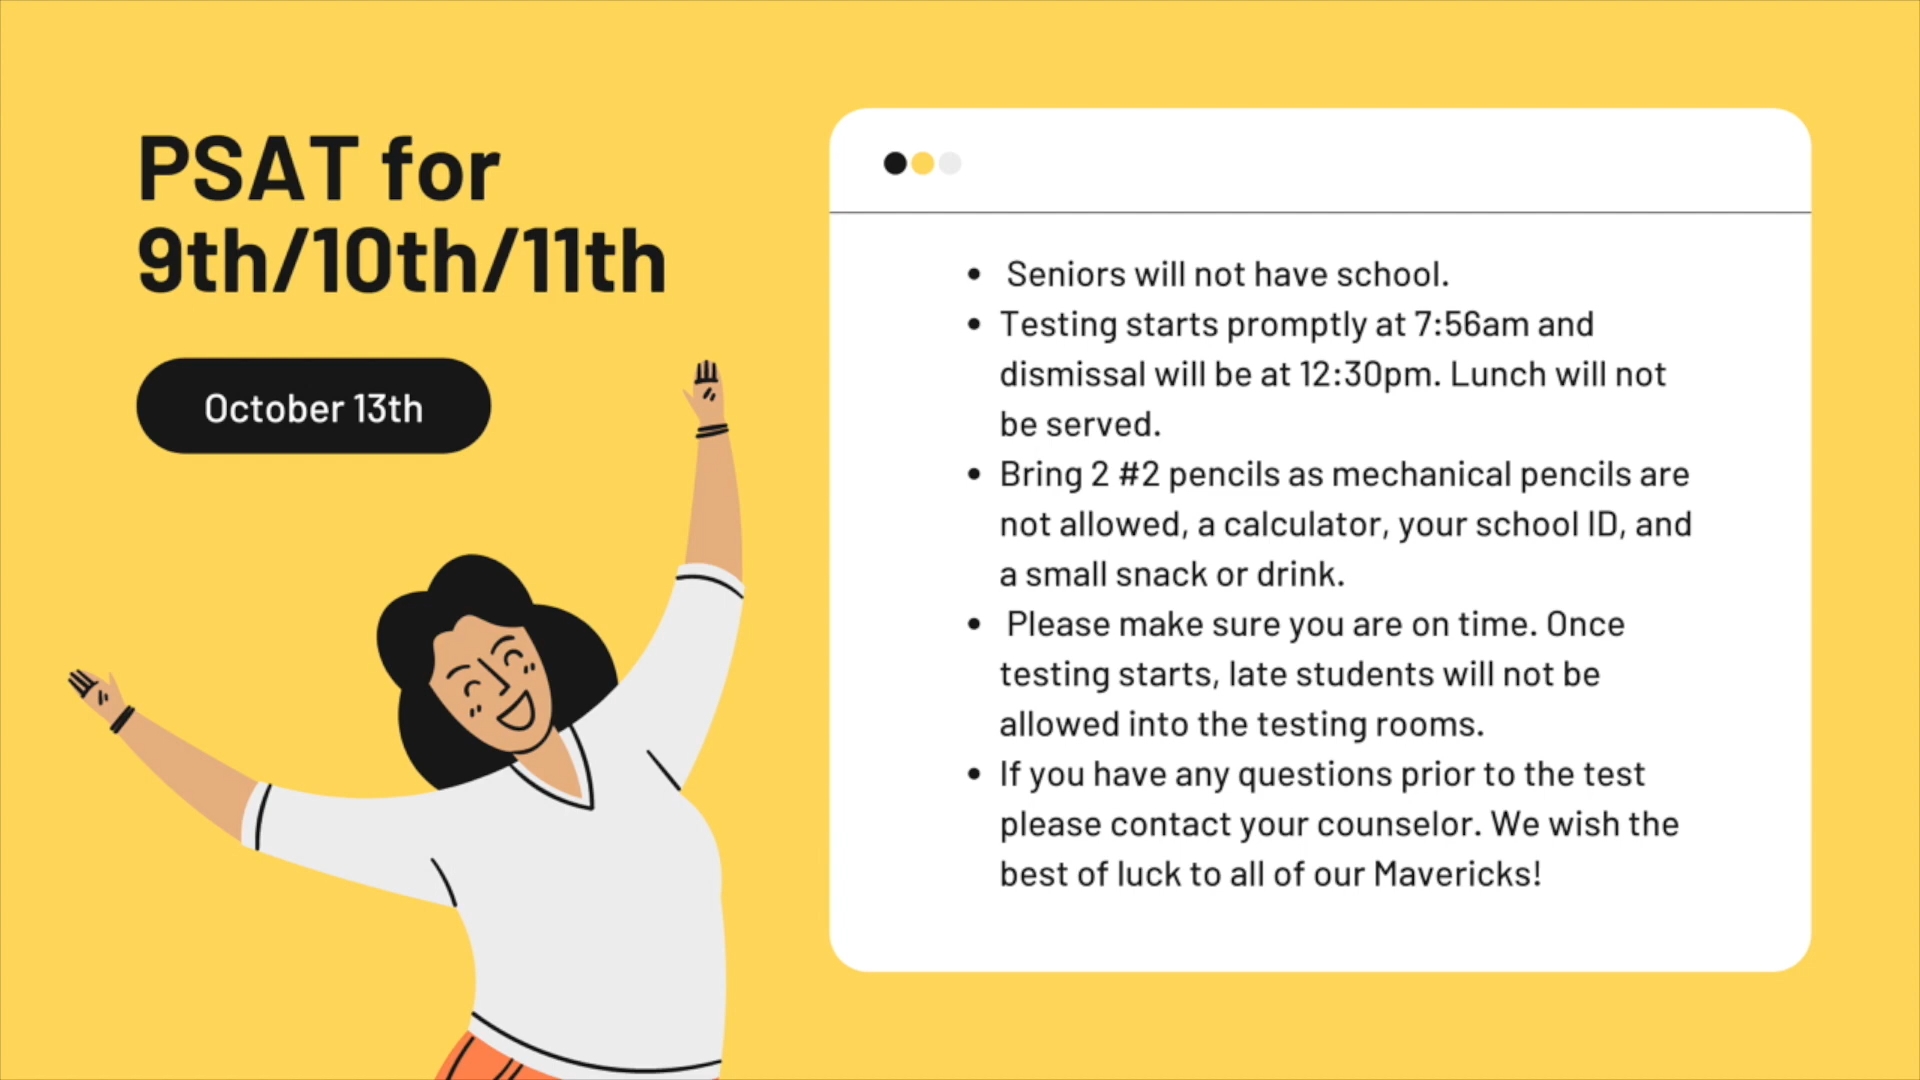 PSAT for
9th/10th/11th
October 13th
• Seniors will not have school.
• Testing starts promptly at 7:56am and
dismissal will be at 12:30pm. Lunch will not
be served.
• Bring 2 #2 pencils as mechanical pencils are
not allowed, a calculator, your school ID, and
a small snack or drink.
• Please make sure you are on time. Once
testing starts, late students will not be
allowed into the testing rooms.
• If you have any questions prior to the test
please contact your counselor. We wish the
best of luck to all of our Mavericks!